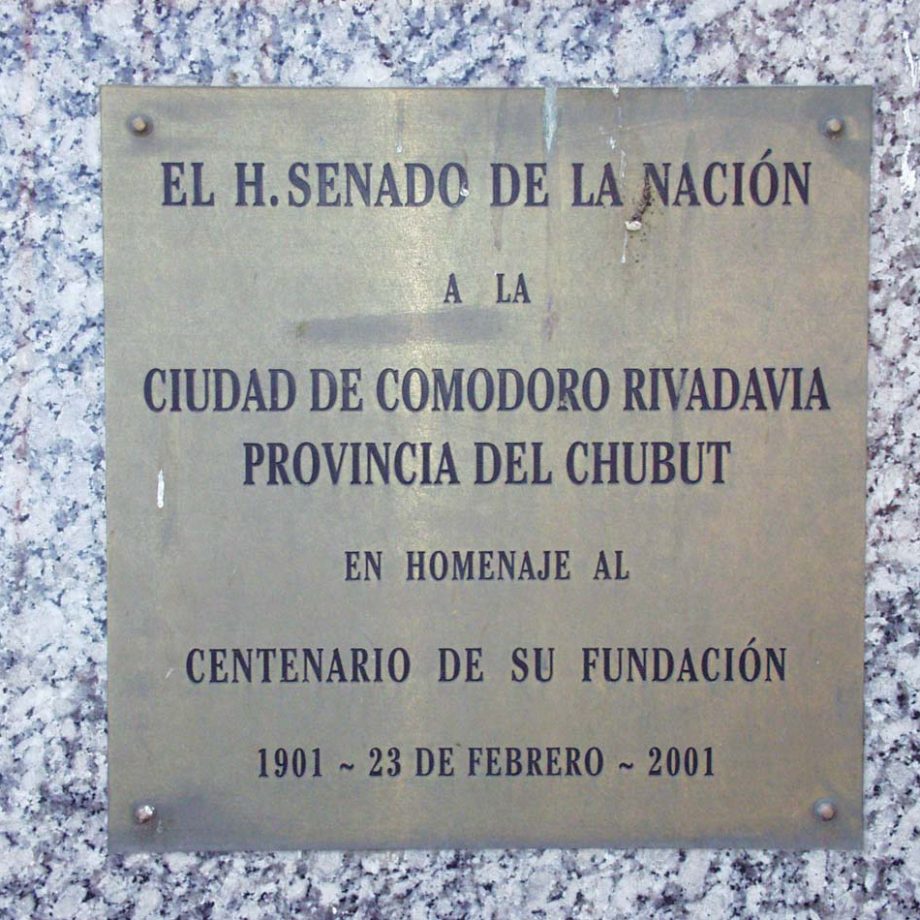 EL H. SENADO DE LA NACIÓN
A LA
CIUDAD DE COMODORO RIVADAVIA
PROVINCIA DEL CHUBUT
EN HOMENAJE AL
CENTENARIO DE SU FUNDACIÓN
1901 ~ 23 DE FEBRERO ~ 2001